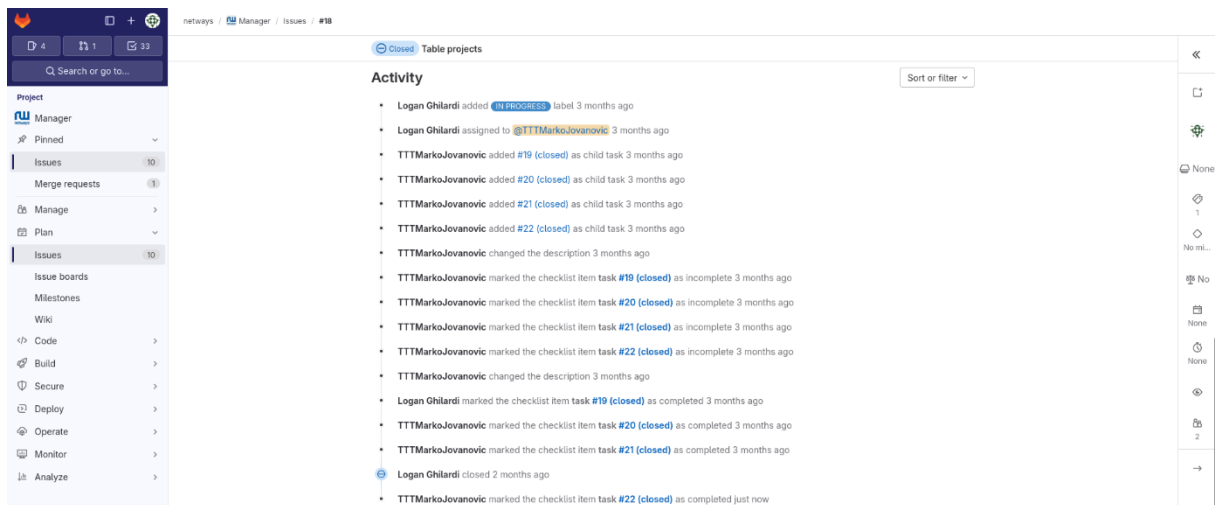 netways / Manager / Issues / #18
4 1 33
Search or go to...
Project
Manager
Pinned
Issues 10
Merge requests 1
Manage
Plan
Issues 10
Issue boards
Milestones
Wiki
Code
Build
Secure
Deploy
Operate
Monitor
Analyze
Closed Table projects
Activity
Sort or filter
Logan Ghilardi added IN PROGRESS label 3 months ago
Logan Ghilardi assigned to @TTTMarkoJovanovic 3 months ago
TTTMarkoJovanovic added #19 (closed) as child task 3 months ago
TTTMarkoJovanovic added #20 (closed) as child task 3 months ago
TTTMarkoJovanovic added #21 (closed) as child task 3 months ago
TTTMarkoJovanovic added #22 (closed) as child task 3 months ago
TTTMarkoJovanovic changed the description 3 months ago
TTTMarkoJovanovic marked the checklist item task #19 (closed) as incomplete 3 months ago
TTTMarkoJovanovic marked the checklist item task #20 (closed) as incomplete 3 months ago
TTTMarkoJovanovic marked the checklist item task #21 (closed) as incomplete 3 months ago
TTTMarkoJovanovic marked the checklist item task #22 (closed) as incomplete 3 months ago
TTTMarkoJovanovic changed the description 3 months ago
Logan Ghilardi marked the checklist item task #19 (closed) as completed 3 months ago
TTTMarkoJovanovic marked the checklist item task #20 (closed) as completed 3 months ago
TTTMarkoJovanovic marked the checklist item task #21 (closed) as completed 3 months ago
Logan Ghilardi closed 2 months ago
TTTMarkoJovanovic marked the checklist item task #22 (closed) as completed just now
None
1
No mi...
No
None
None
2